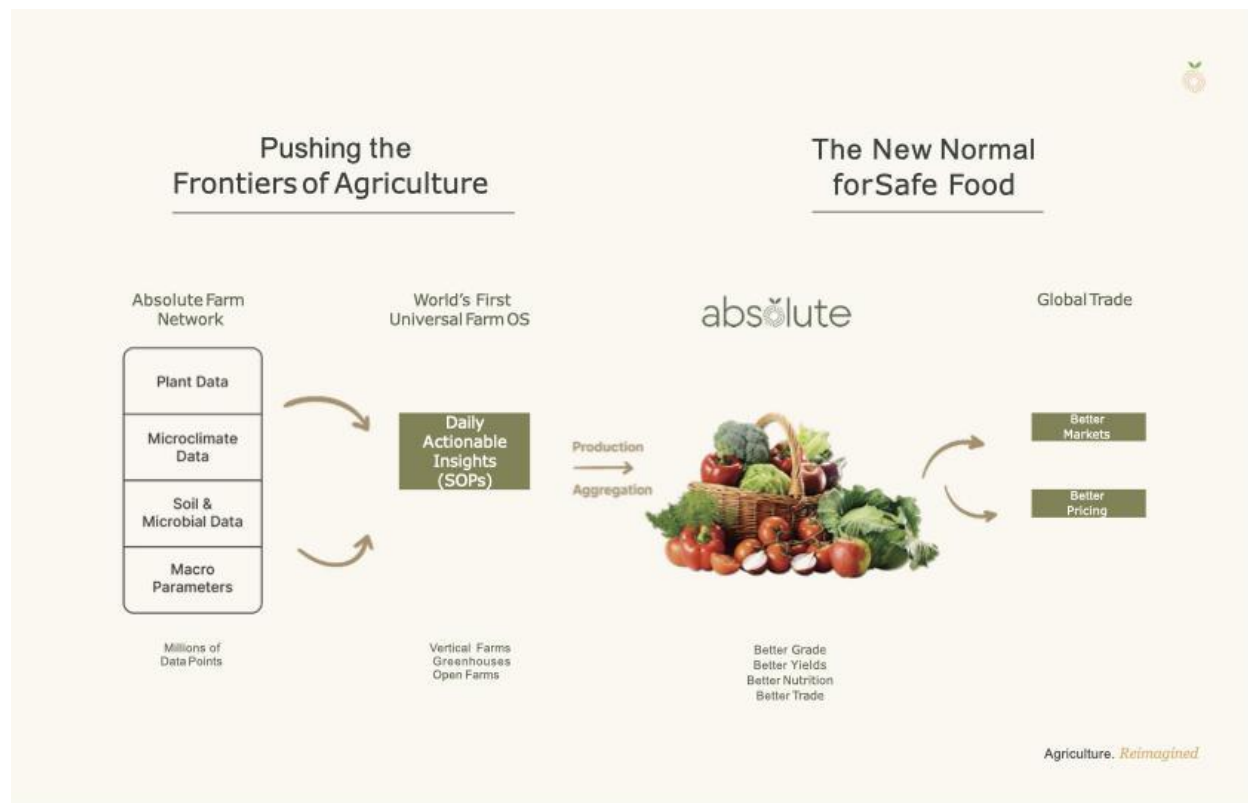 Pushing the
Frontiers of Agriculture
The New Normal
forSafe Food
Absolute Farm
Network
Plant Data
Microclimate
Data
Soil &
Microbial Data
Macro
Parameters
Millions of
Data Points
World's First
Universal Farm OS
Daily
Actionable
Insights
(SOPs)
Vertical Farms
Greenhouses
Open Farms
Production
Aggregation
absolute
Better Grade
Better Yields
Better Nutrition
Better Trade
Global Trade
Better
Markets
Better
Pricing
Agriculture. Reimagined